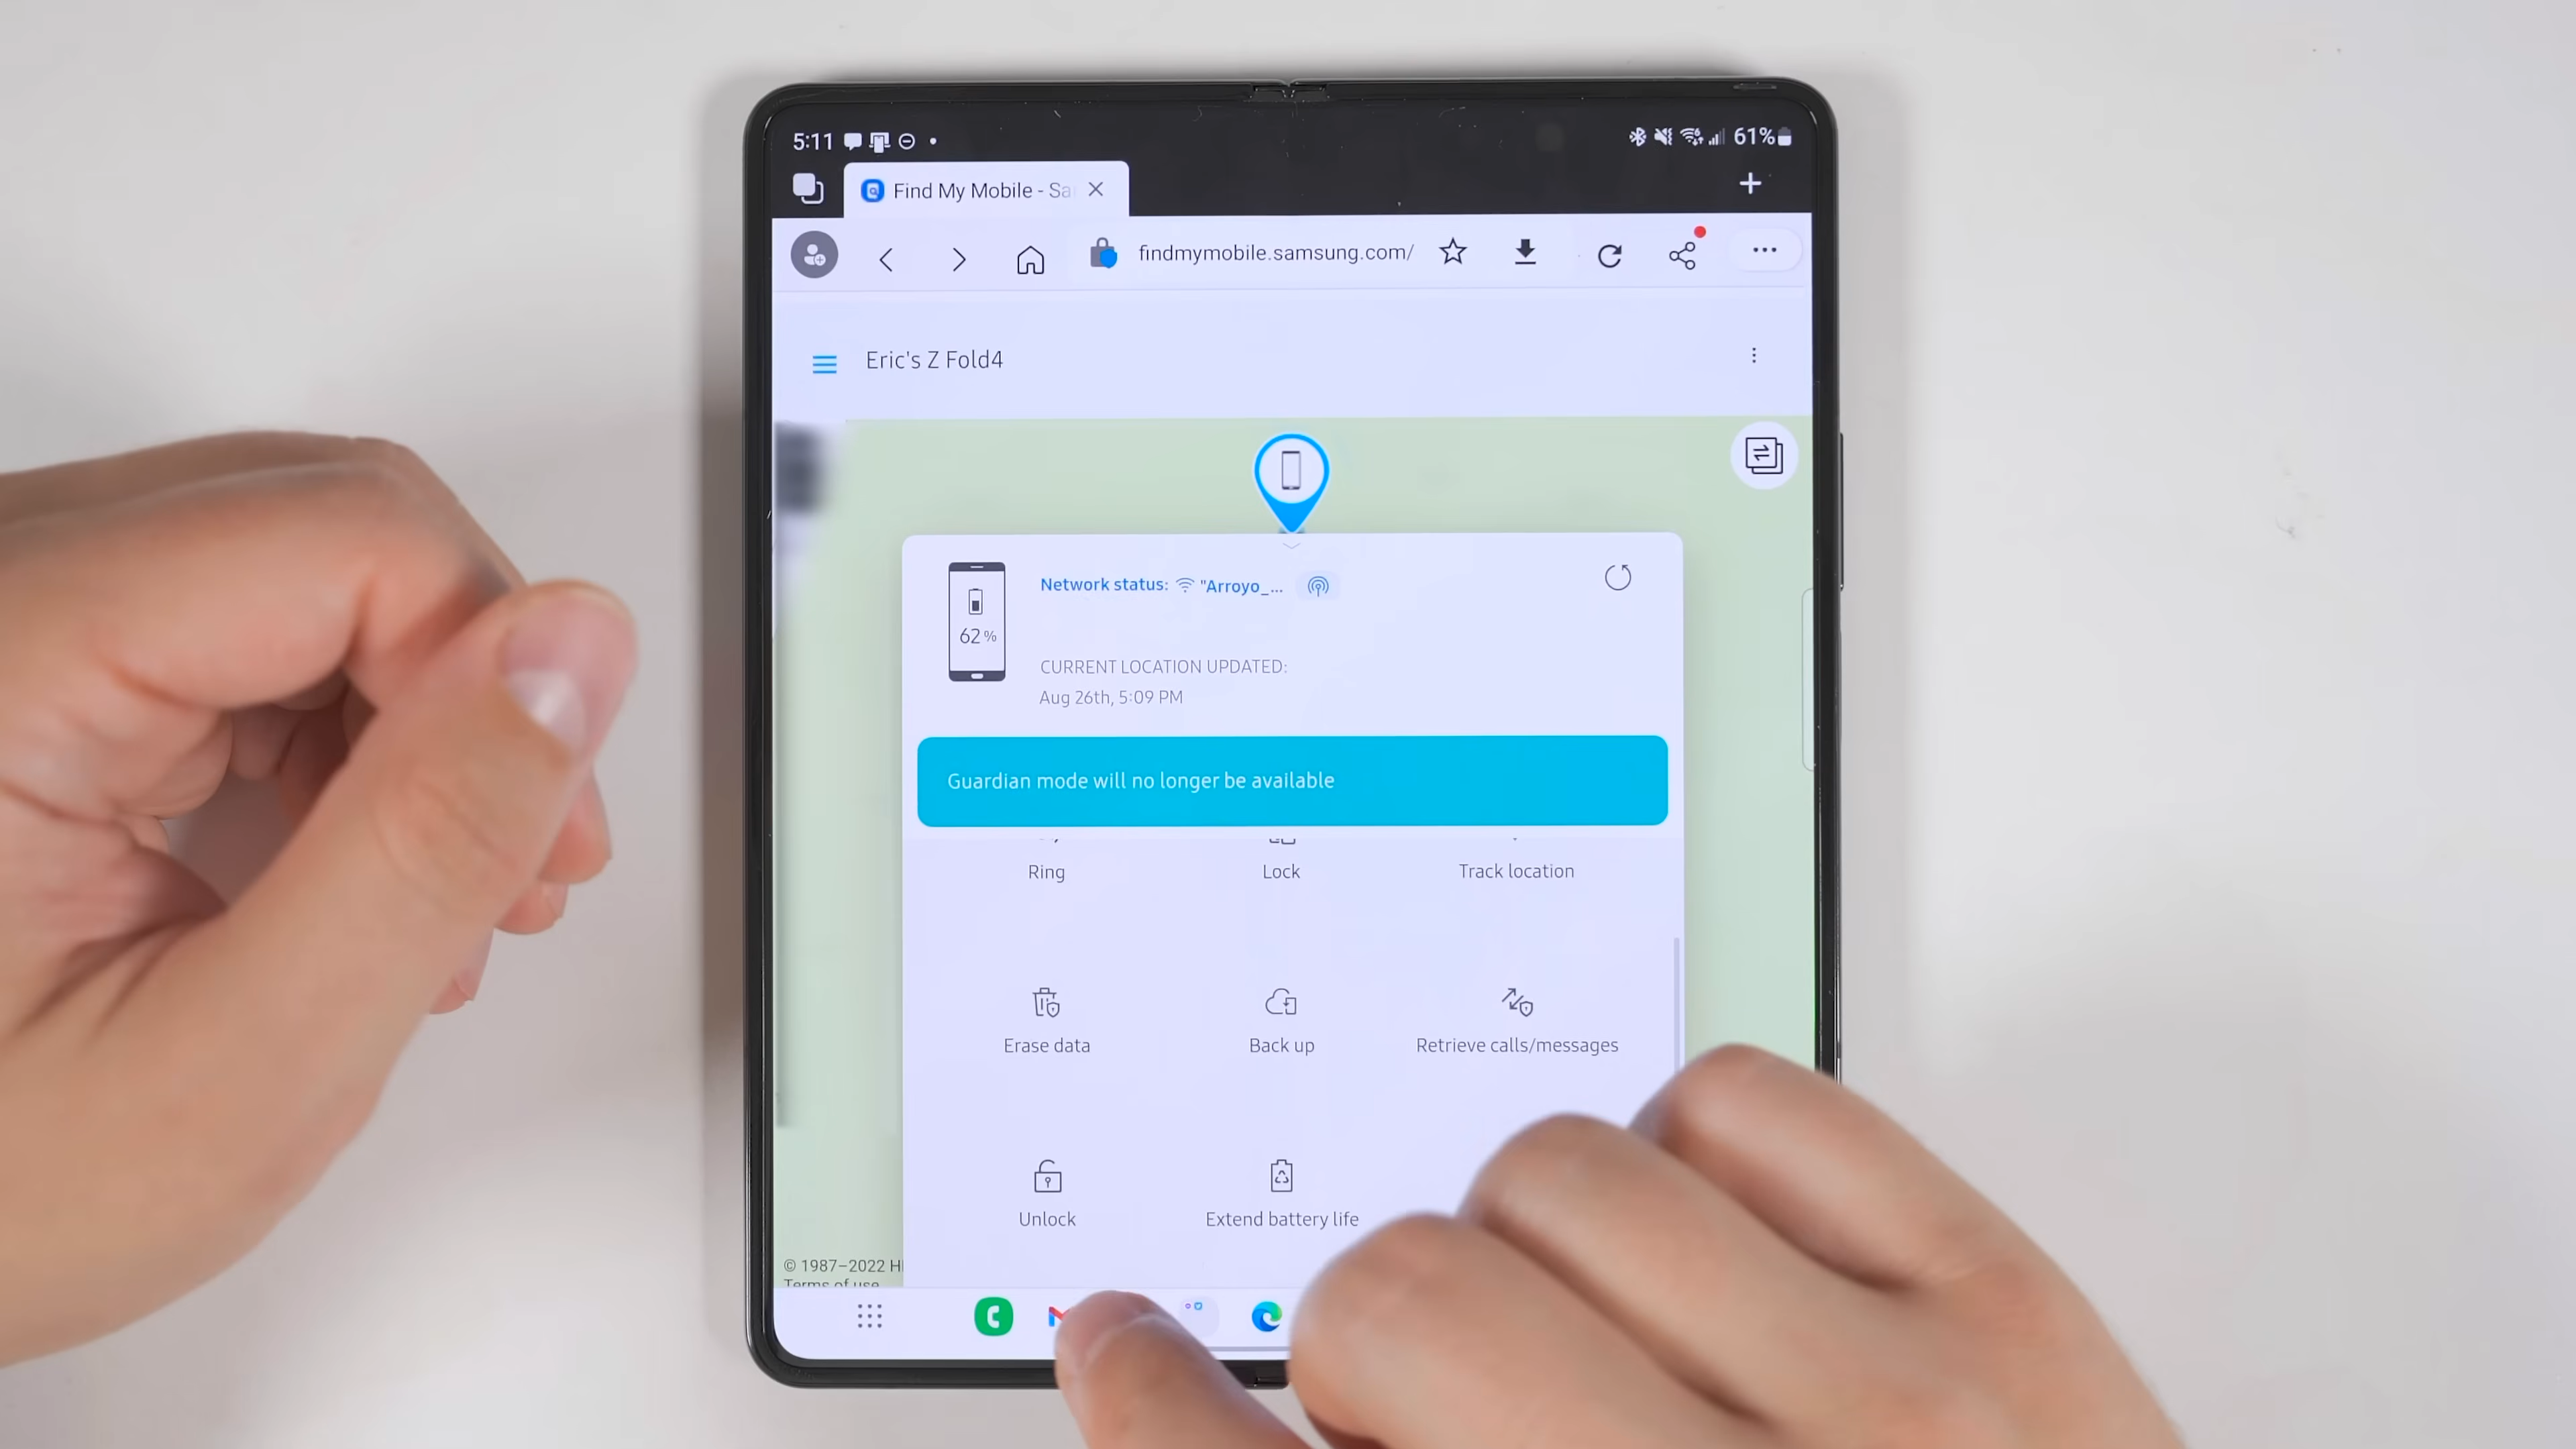 5:11
61%
Find My Mobile - Sa
findmymobile.samsung.com/
Eric's Z Fold4
Network status: "Arroyo_...
62%
CURRENT LOCATION UPDATED:
Aug 26th, 5:09 PM
Guardian mode will no longer be available
Ring
Lock
Track location
Erase data
Back up
Retrieve calls/messages
Unlock
Extend battery life
© 1987–2022 H
Terms of use